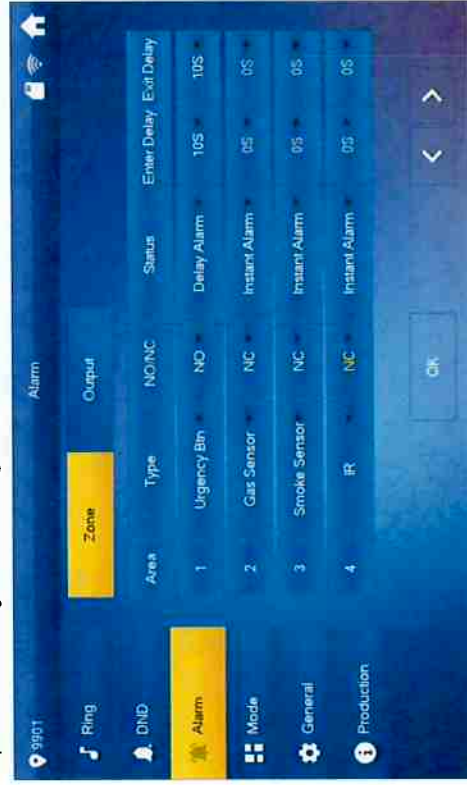 9901
Alarm
Ring
DND
Alarm
Mode
General
Production
Zone
Output
Area Type NO/NC Status Enter Delay Exit Delay
1 Urgency Btn NO Delay Alarm 10S 10S
2 Gas Sensor NC Instant Alarm 0S 0S
3 Smoke Sensor NC Instant Alarm 0S 0S
4 IR NC Instant Alarm 0S 0S
OK